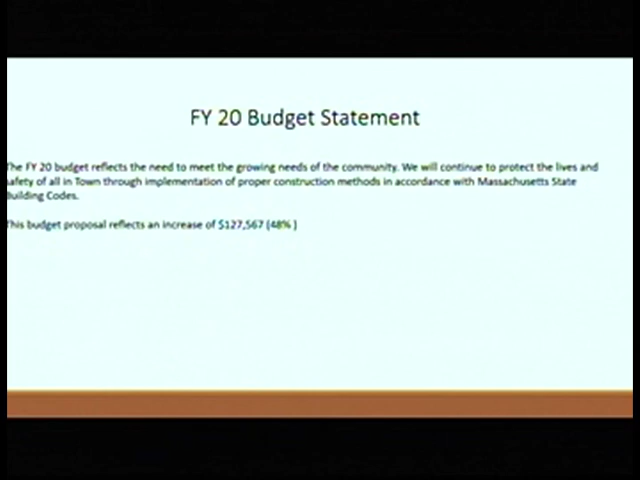 FY 20 Budget Statement
The FY 20 budget reflects the need to meet the growing needs of the community. We will continue to protect the lives and
safety of all in Town through implementation of proper construction methods in accordance with Massachusetts State
Building Codes.
This budget proposal reflects an increase of $127,567 (48% )